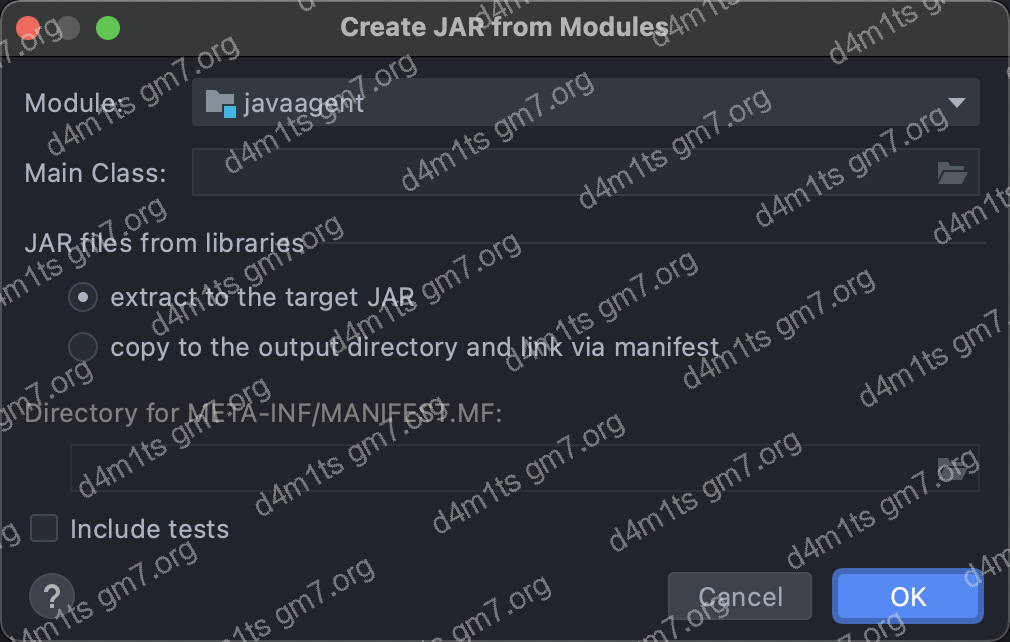 Create JAR from Modules
Module: javaagent
Main Class:
JAR files from libraries
extract to the target JAR
copy to the output directory and link via manifest
Directory for META-INF/MANIFEST.MF:
Include tests
? Cancel OK
d4m1ts gm7.org